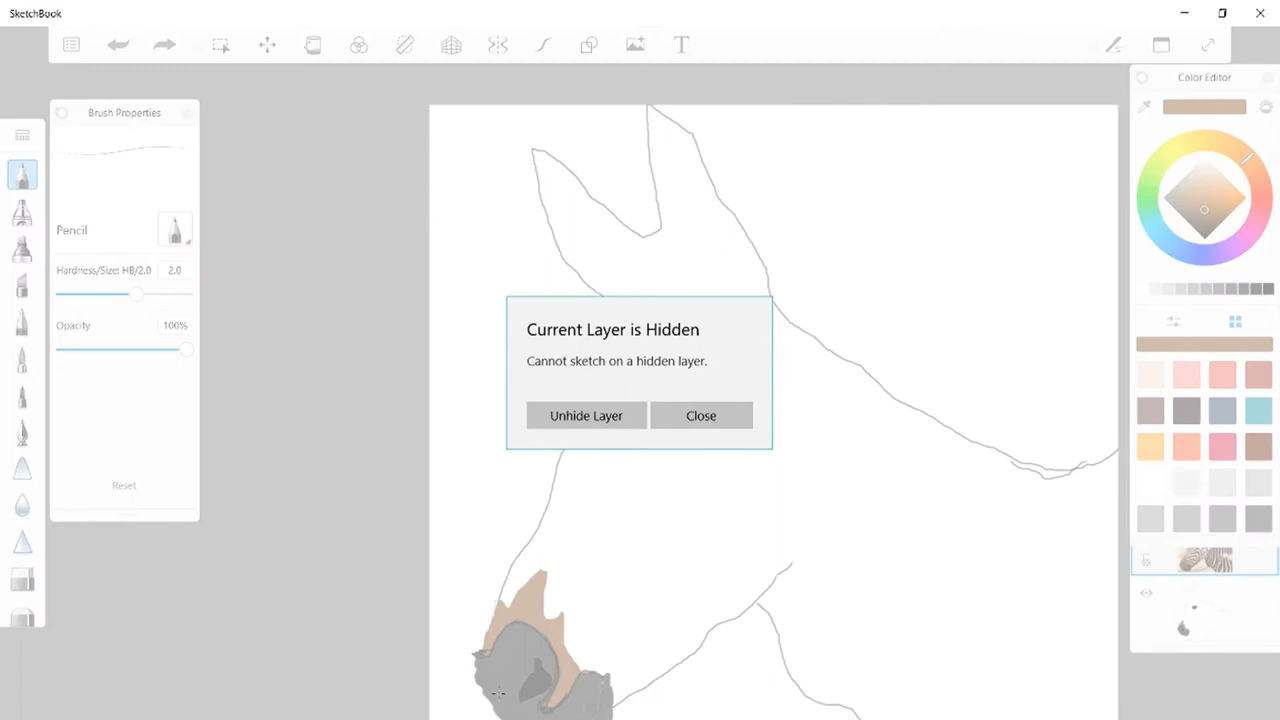 SketchBook
Brush Properties
Color Editor
Pencil
Hardness/Size: HB/2.0 2.0
Opacity 100%
Reset
Current Layer is Hidden
Cannot sketch on a hidden layer.
Unhide Layer Close